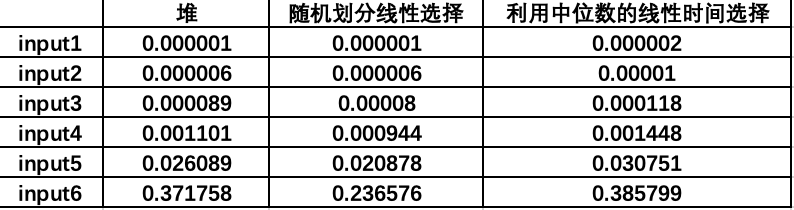 堆 随机划分线性选择 利用中位数的线性时间选择
input1 0.000001 0.000001 0.000002
input2 0.000006 0.000006 0.00001
input3 0.000089 0.00008 0.000118
input4 0.001101 0.000944 0.001448
input5 0.026089 0.020878 0.030751
input6 0.371758 0.236576 0.385799